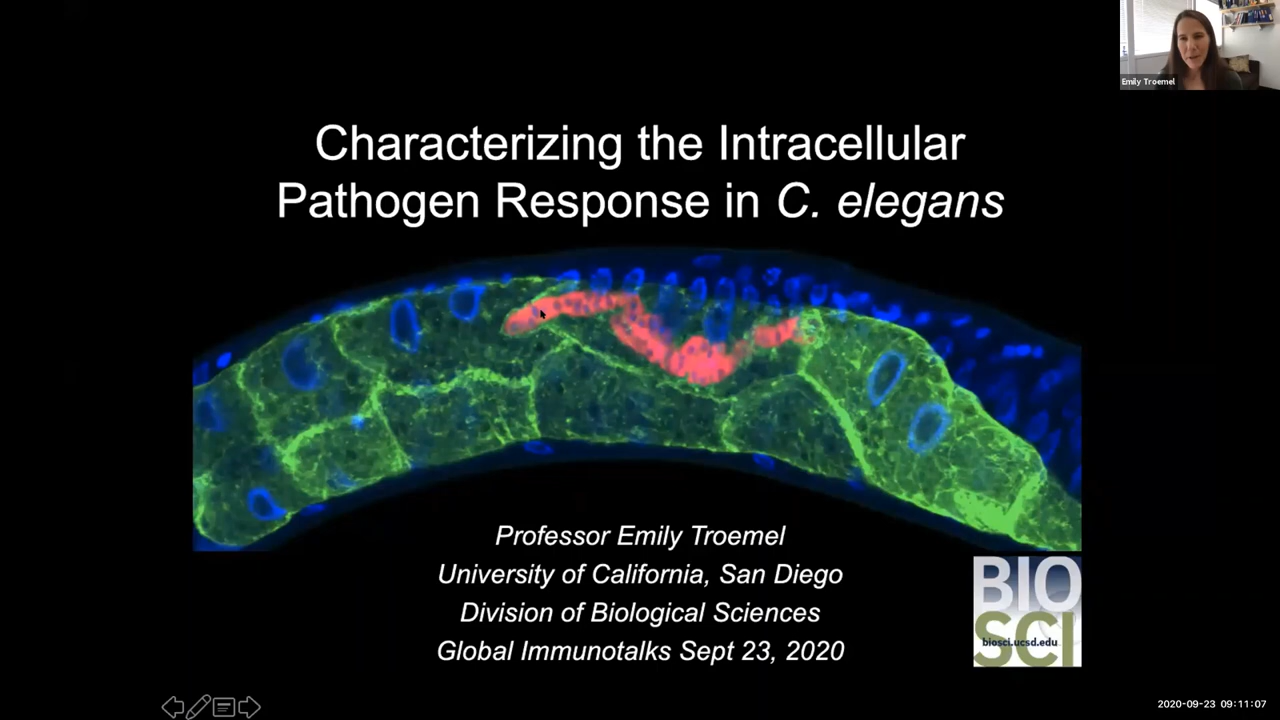 Emily Troemel
Characterizing the Intracellular
Pathogen Response in C. elegans
Professor Emily Troemel
University of California, San Diego
Division of Biological Sciences
Global Immunotalks Sept 23, 2020
BIO
biosci.ucsd.edu
SCI
2020-09-23 09:11:07